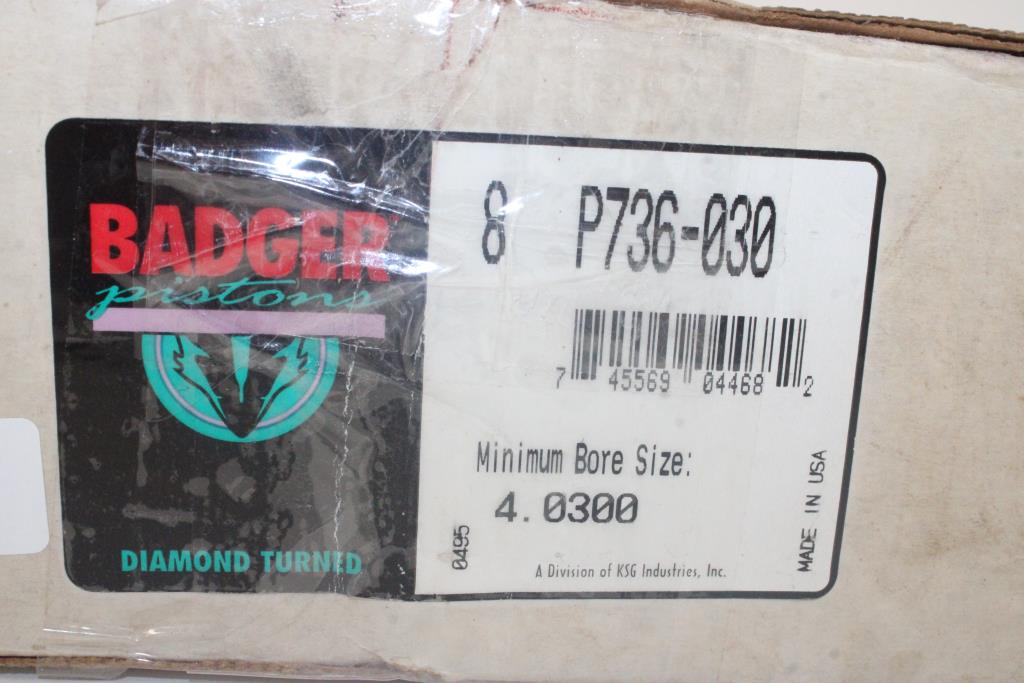 BADGER
pistons
DIAMOND TURNED
8 P736-030
7 45569 04468 2
Minimum Bore Size:
4.0300
0495
A Division of KSG Industries, Inc.
MADE IN USA